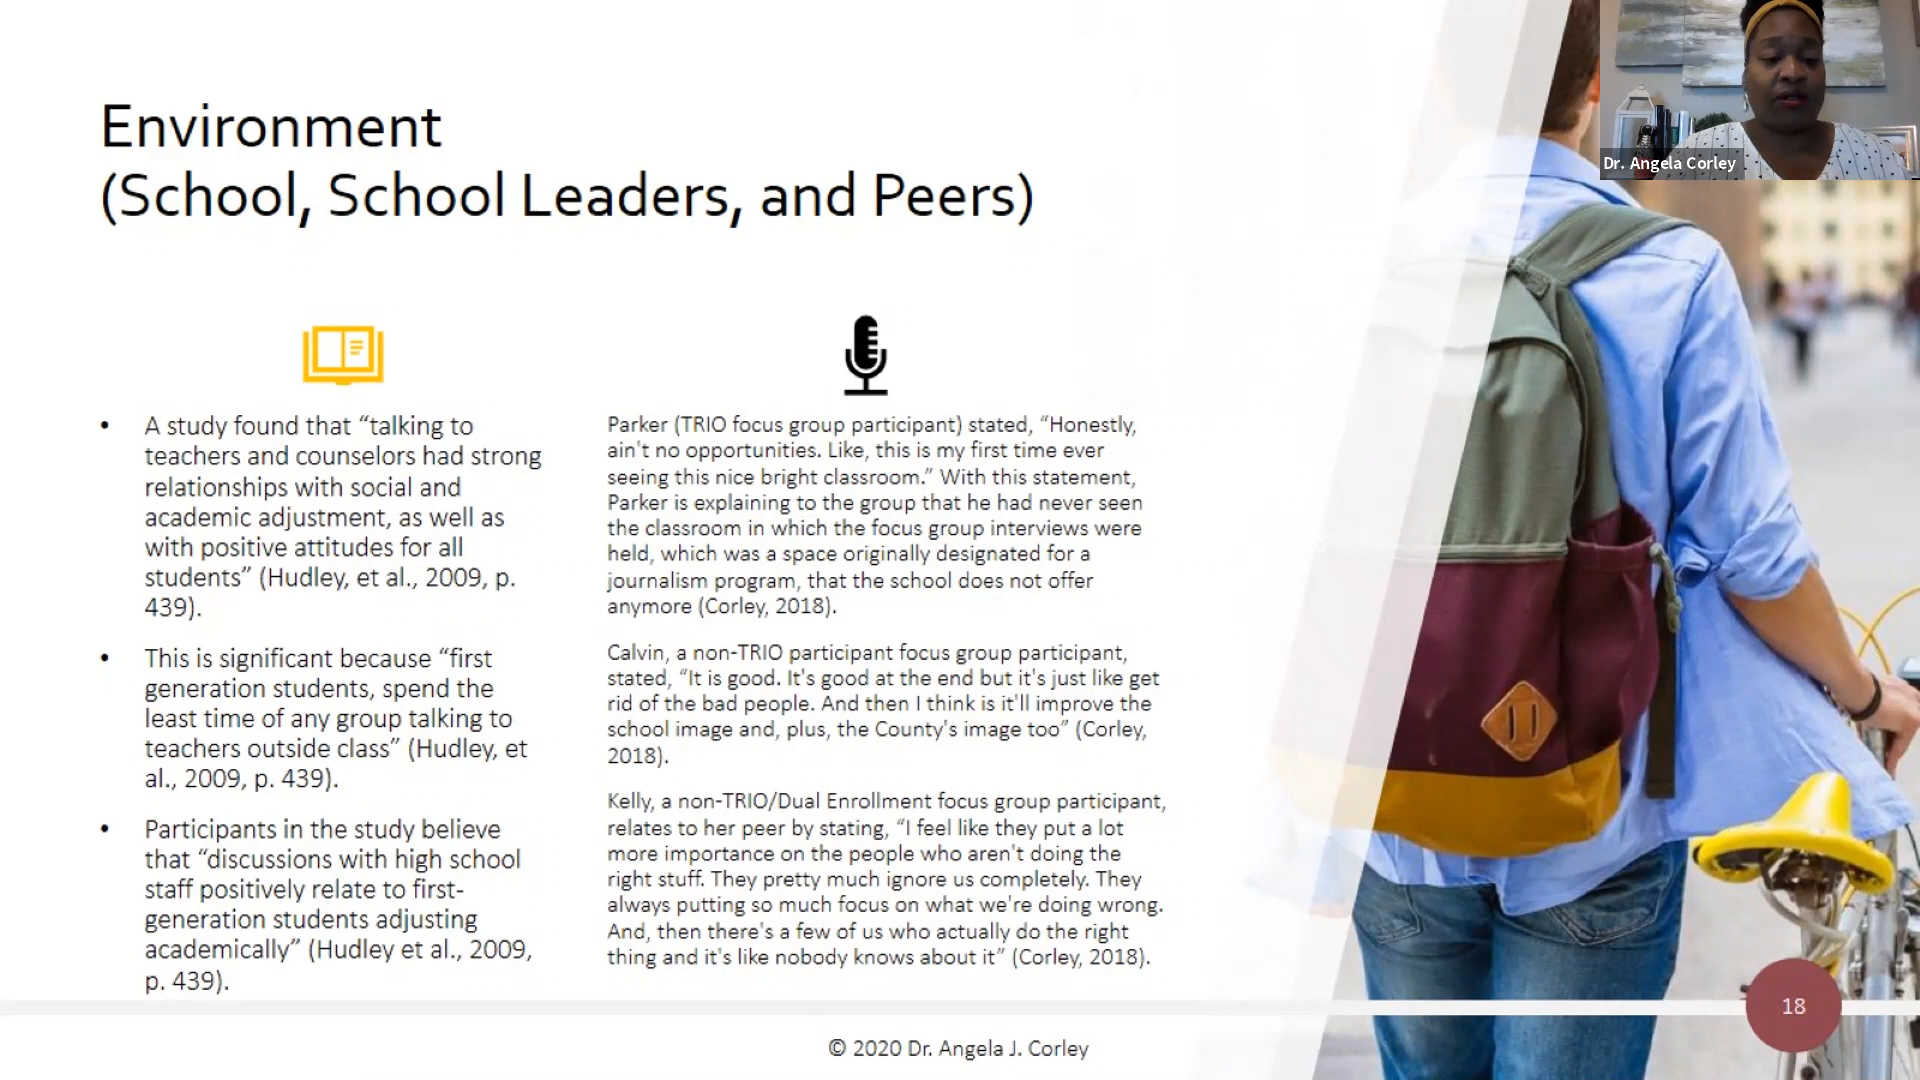 Environment
(School, School Leaders, and Peers)
Dr. Angela Corley
• A study found that “talking to
teachers and counselors had strong
relationships with social and
academic adjustment, as well as
with positive attitudes for all
students” (Hudley, et al., 2009, p.
439).
• This is significant because “first
generation students, spend the
least time of any group talking to
teachers outside class” (Hudley, et
al., 2009, p. 439).
• Participants in the study believe
that “discussions with high school
staff positively relate to first-
generation students adjusting
academically” (Hudley et al., 2009,
p. 439).
Parker (TRIO focus group participant) stated, “Honestly,
ain't no opportunities. Like, this is my first time ever
seeing this nice bright classroom.” With this statement,
Parker is explaining to the group that he had never seen
the classroom in which the focus group interviews were
held, which was a space originally designated for a
journalism program, that the school does not offer
anymore (Corley, 2018).
Calvin, a non-TRIO participant focus group participant,
stated, “It is good. It's good at the end but it's just like get
rid of the bad people. And then I think is it'll improve the
school image and, plus, the County's image too” (Corley,
2018).
Kelly, a non-TRIO/Dual Enrollment focus group participant,
relates to her peer by stating, “I feel like they put a lot
more importance on the people who aren't doing the
right stuff. They pretty much ignore us completely. They
always putting so much focus on what we're doing wrong.
And, then there's a few of us who actually do the right
thing and it's like nobody knows about it” (Corley, 2018).
18
© 2020 Dr. Angela J. Corley